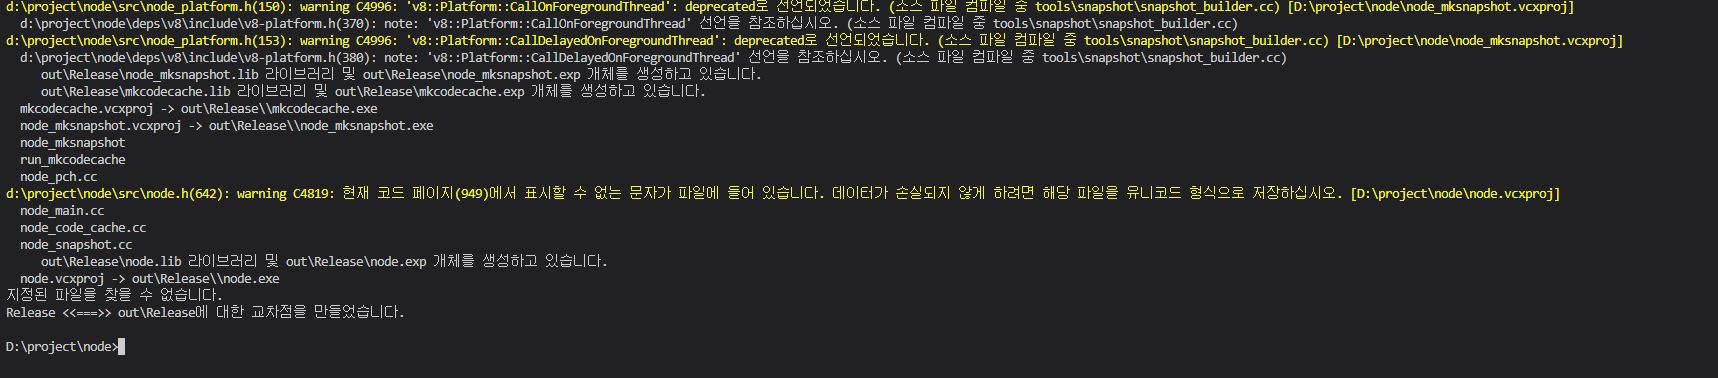 d:\project\node\src\node_platform.h(150): warning C4996: 'v8::Platform::CallOnForegroundThread': deprecated로 선언되었습니다. (소스 파일 컴파일 중 tools\snapshot\snapshot_builder.cc) [D:\project\node\node_mksnapshot.vcxproj]
d:\project\node\deps\v8\include\v8-platform.h(370): note: 'v8::Platform::CallOnForegroundThread' 선언을 참조하십시오. (소스 파일 컴파일 중 tools\snapshot\snapshot_builder.cc)
d:\project\node\src\node_platform.h(153): warning C4996: 'v8::Platform::CallDelayedOnForegroundThread': deprecated로 선언되었습니다. (소스 파일 컴파일 중 tools\snapshot\snapshot_builder.cc) [D:\project\node\node_mksnapshot.vcxproj]
d:\project\node\deps\v8\include\v8-platform.h(380): note: 'v8::Platform::CallDelayedOnForegroundThread' 선언을 참조하십시오. (소스 파일 컴파일 중 tools\snapshot\snapshot_builder.cc)
out\Release\node_mksnapshot.lib 라이브러리 및 out\Release\node_mksnapshot.exp 개체를 생성하고 있습니다.
out\Release\mkcodecache.lib 라이브러리 및 out\Release\mkcodecache.exp 개체를 생성하고 있습니다.
mkcodecache.vcxproj -> out\Release\\mkcodecache.exe
node_mksnapshot.vcxproj -> out\Release\\node_mksnapshot.exe
node_mksnapshot
run_mkcodecache
node_pch.cc
d:\project\node\src\node.h(642): warning C4819: 현재 코드 페이지(949)에서 표시할 수 없는 문자가 파일에 들어 있습니다. 데이터가 손실되지 않게 하려면 해당 파일을 유니코드 형식으로 저장하십시오. [D:\project\node\node.vcxproj]
node_main.cc
node_code_cache.cc
node_snapshot.cc
out\Release\node.lib 라이브러리 및 out\Release\node.exp 개체를 생성하고 있습니다.
node.vcxproj -> out\Release\\node.exe
지정된 파일을 찾을 수 없습니다.
Release <<===>> out\Release에 대한 교차점을 만들었습니다.
D:\project\node>